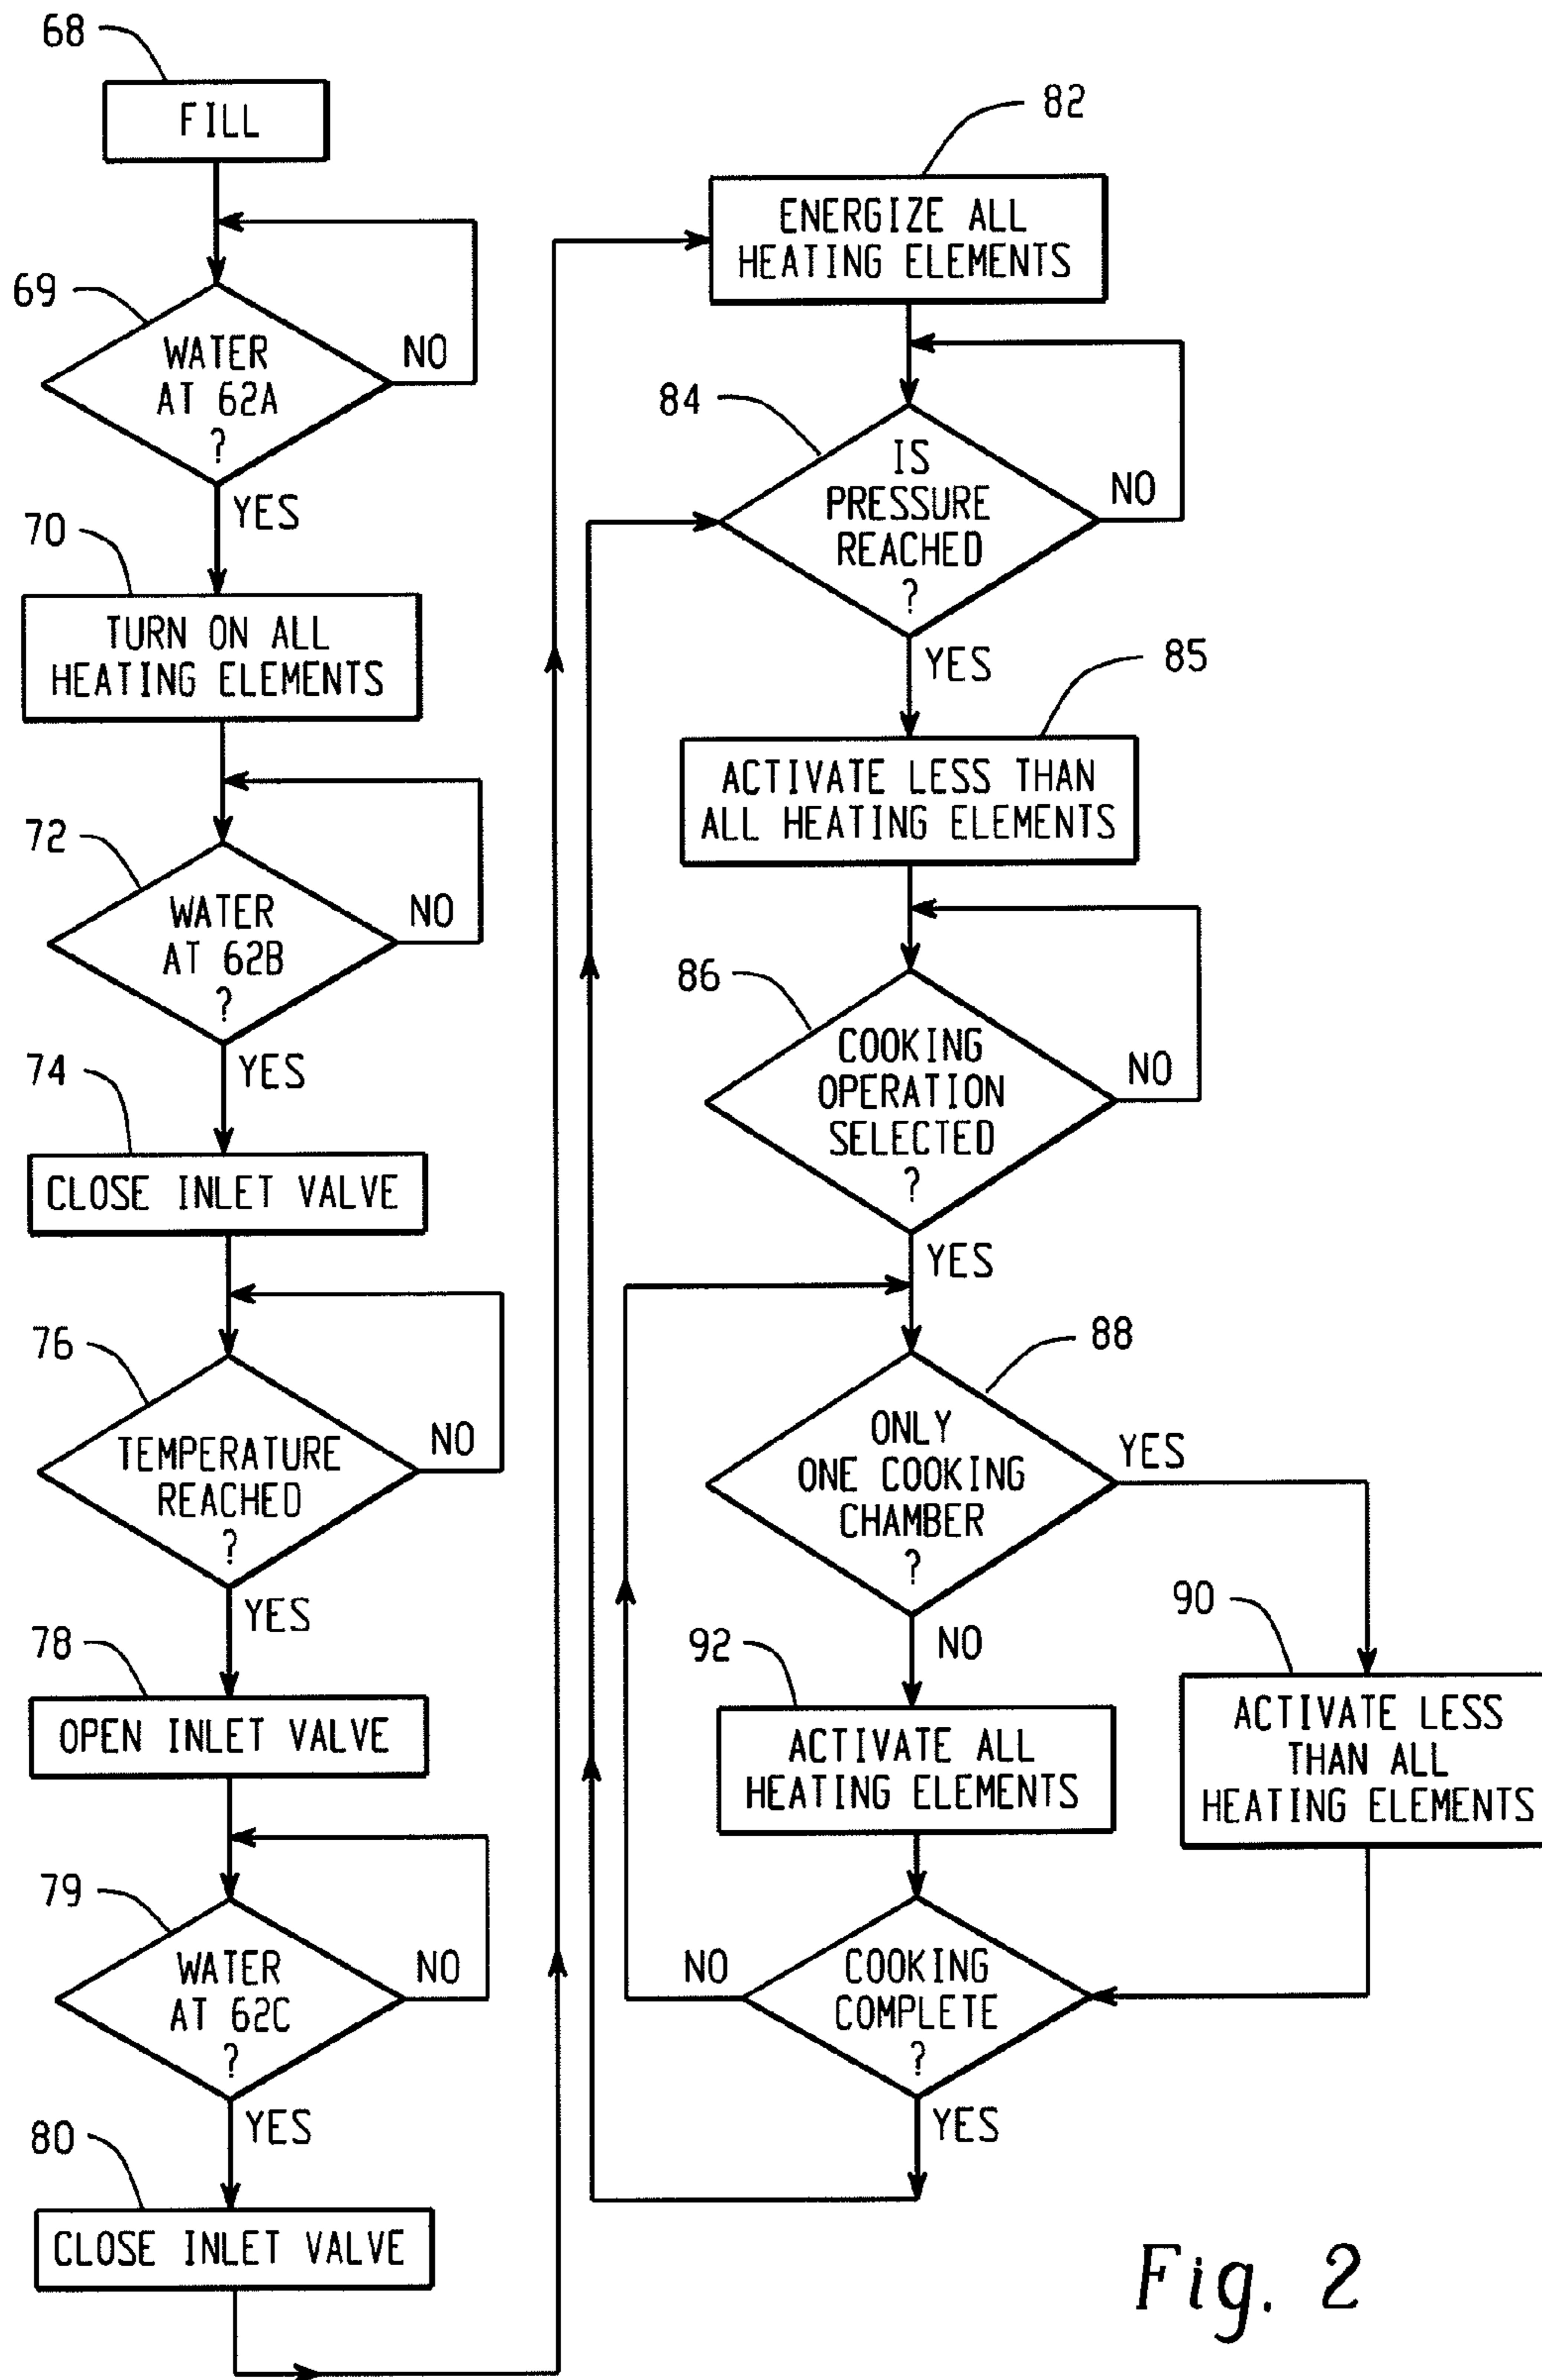 68
FILL
69
WATER
AT 62A
?
NO
YES
70
TURN ON ALL
HEATING ELEMENTS
72
WATER
AT 62B
?
NO
YES
74
CLOSE INLET VALVE
76
TEMPERATURE
REACHED
?
NO
YES
78
OPEN INLET VALVE
79
WATER
AT 62C
?
NO
YES
80
CLOSE INLET VALVE
82
ENERGIZE ALL
HEATING ELEMENTS
84
IS
PRESSURE
REACHED
?
NO
YES
85
ACTIVATE LESS THAN
ALL HEATING ELEMENTS
86
COOKING
OPERATION
SELECTED
?
NO
YES
88
ONLY
ONE COOKING
CHAMBER
?
YES
NO
90
ACTIVATE LESS
THAN ALL
HEATING ELEMENTS
92
ACTIVATE ALL
HEATING ELEMENTS
COOKING
COMPLETE
?
NO
YES
Fig. 2